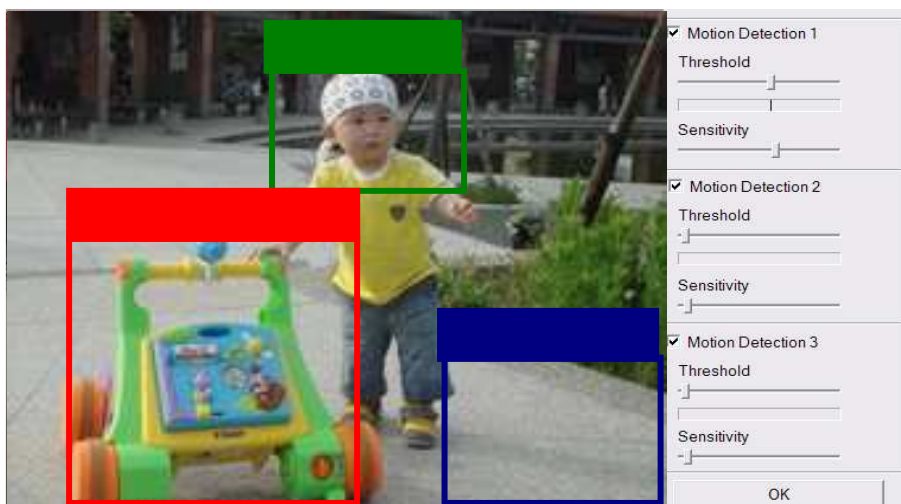 Motion Detection 1
Threshold
Sensitivity
Motion Detection 2
Threshold
Sensitivity
Motion Detection 3
Threshold
Sensitivity
OK